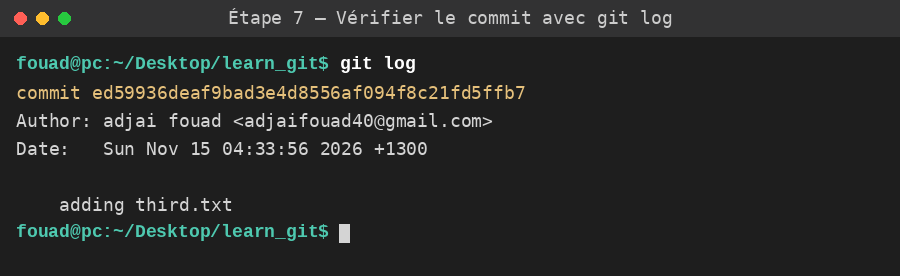 Étape 7 — Vérifier le commit avec git log
fouad@pc:~/Desktop/learn_git$ git log
commit ed59936deaf9bad3e4d8556af094f8c21fd5ffb7
Author: adjai fouad <adjaifouad40@gmail.com>
Date:   Sun Nov 15 04:33:56 2026 +1300
    adding third.txt
fouad@pc:~/Desktop/learn_git$